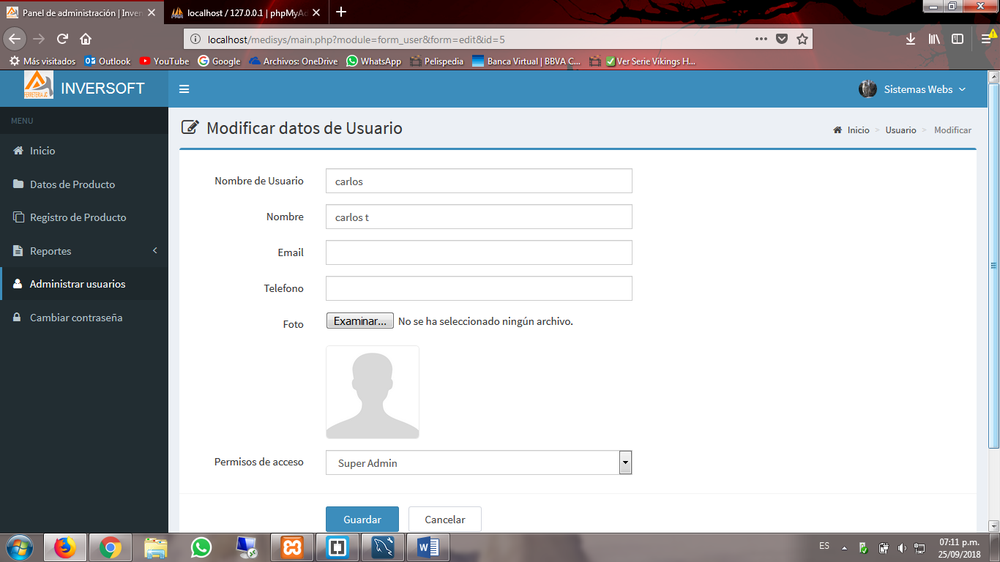 Panel de administración | Inver
localhost / 127.0.0.1 | phpMyAd
localhost/medisys/main.php?module=form_user&form=edit&id=5
Más visitados
Outlook
YouTube
Google
Archivos: OneDrive
WhatsApp
Pelispedia
Banca Virtual | BBVA C...
Ver Serie Vikings H...
FERRETERIA JC
INVERSOFT
Sistemas Webs
MENU
Inicio
Datos de Producto
Registro de Producto
Reportes
Administrar usuarios
Cambiar contraseña
Modificar datos de Usuario
Inicio > Usuario > Modificar
Nombre de Usuario
carlos
Nombre
carlos t
Email
Telefono
Foto
Examinar... No se ha seleccionado ningún archivo.
Permisos de acceso
Super Admin
Guardar
Cancelar
ES
07:11 p.m.
25/09/2018